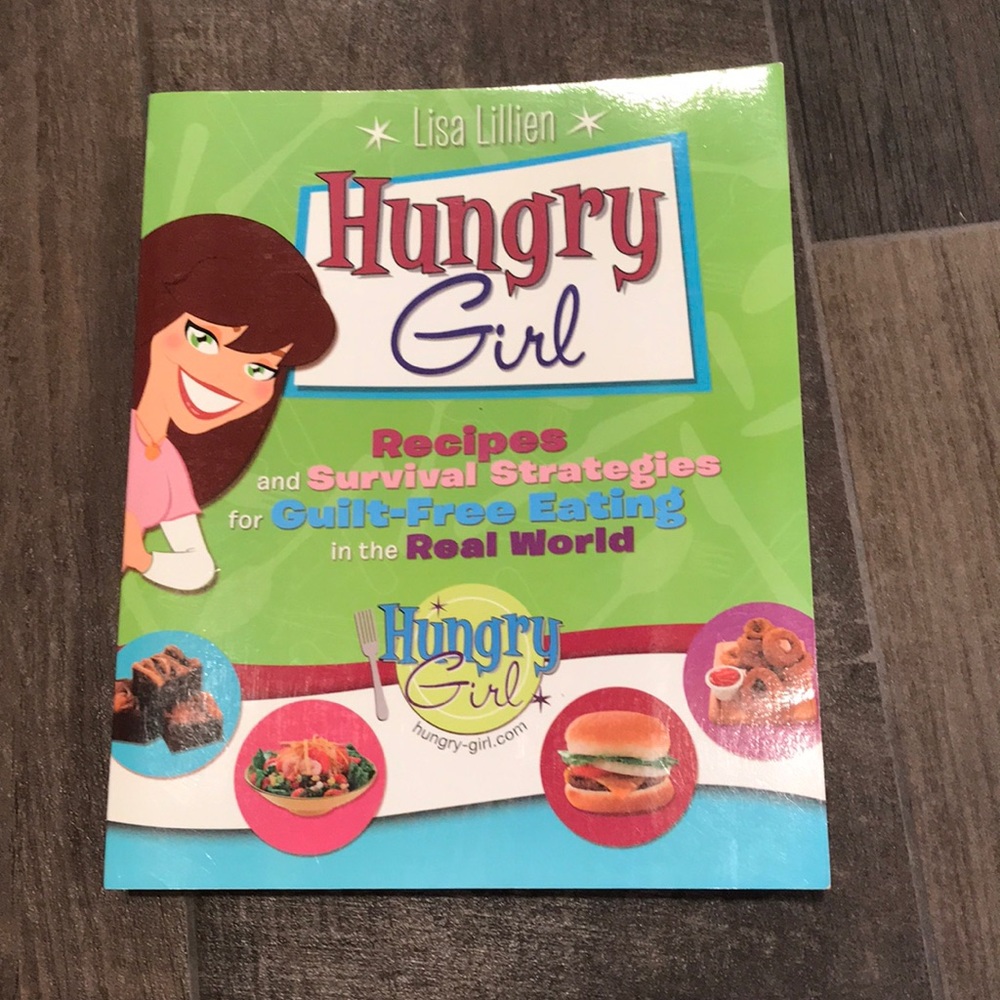 Lisa Lillien
Hungry
Girl
Recipes
and Survival Strategies
for Guilt-Free Eating
in the Real World
Hungry
Girl
hungry-girl.com